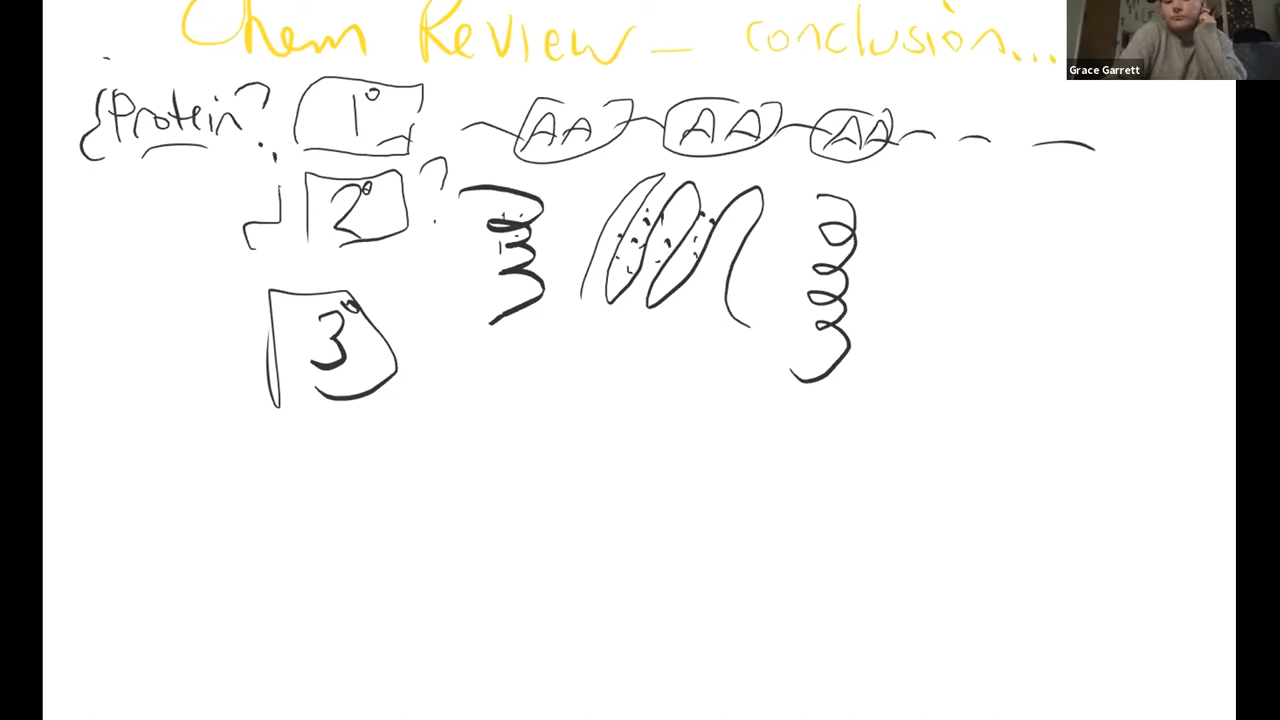 Chem Review - conclusion...
Grace Garrett
{Protein? 1° AA AA AA
2° ?
3°